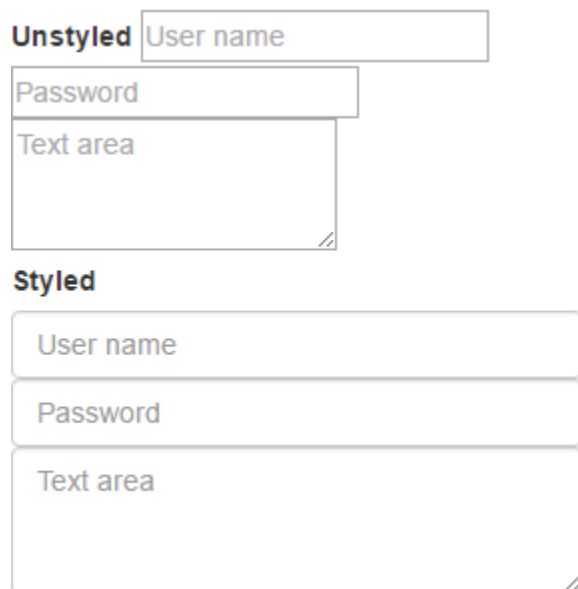 Unstyled User name
Password
Text area
Styled
User name
Password
Text area